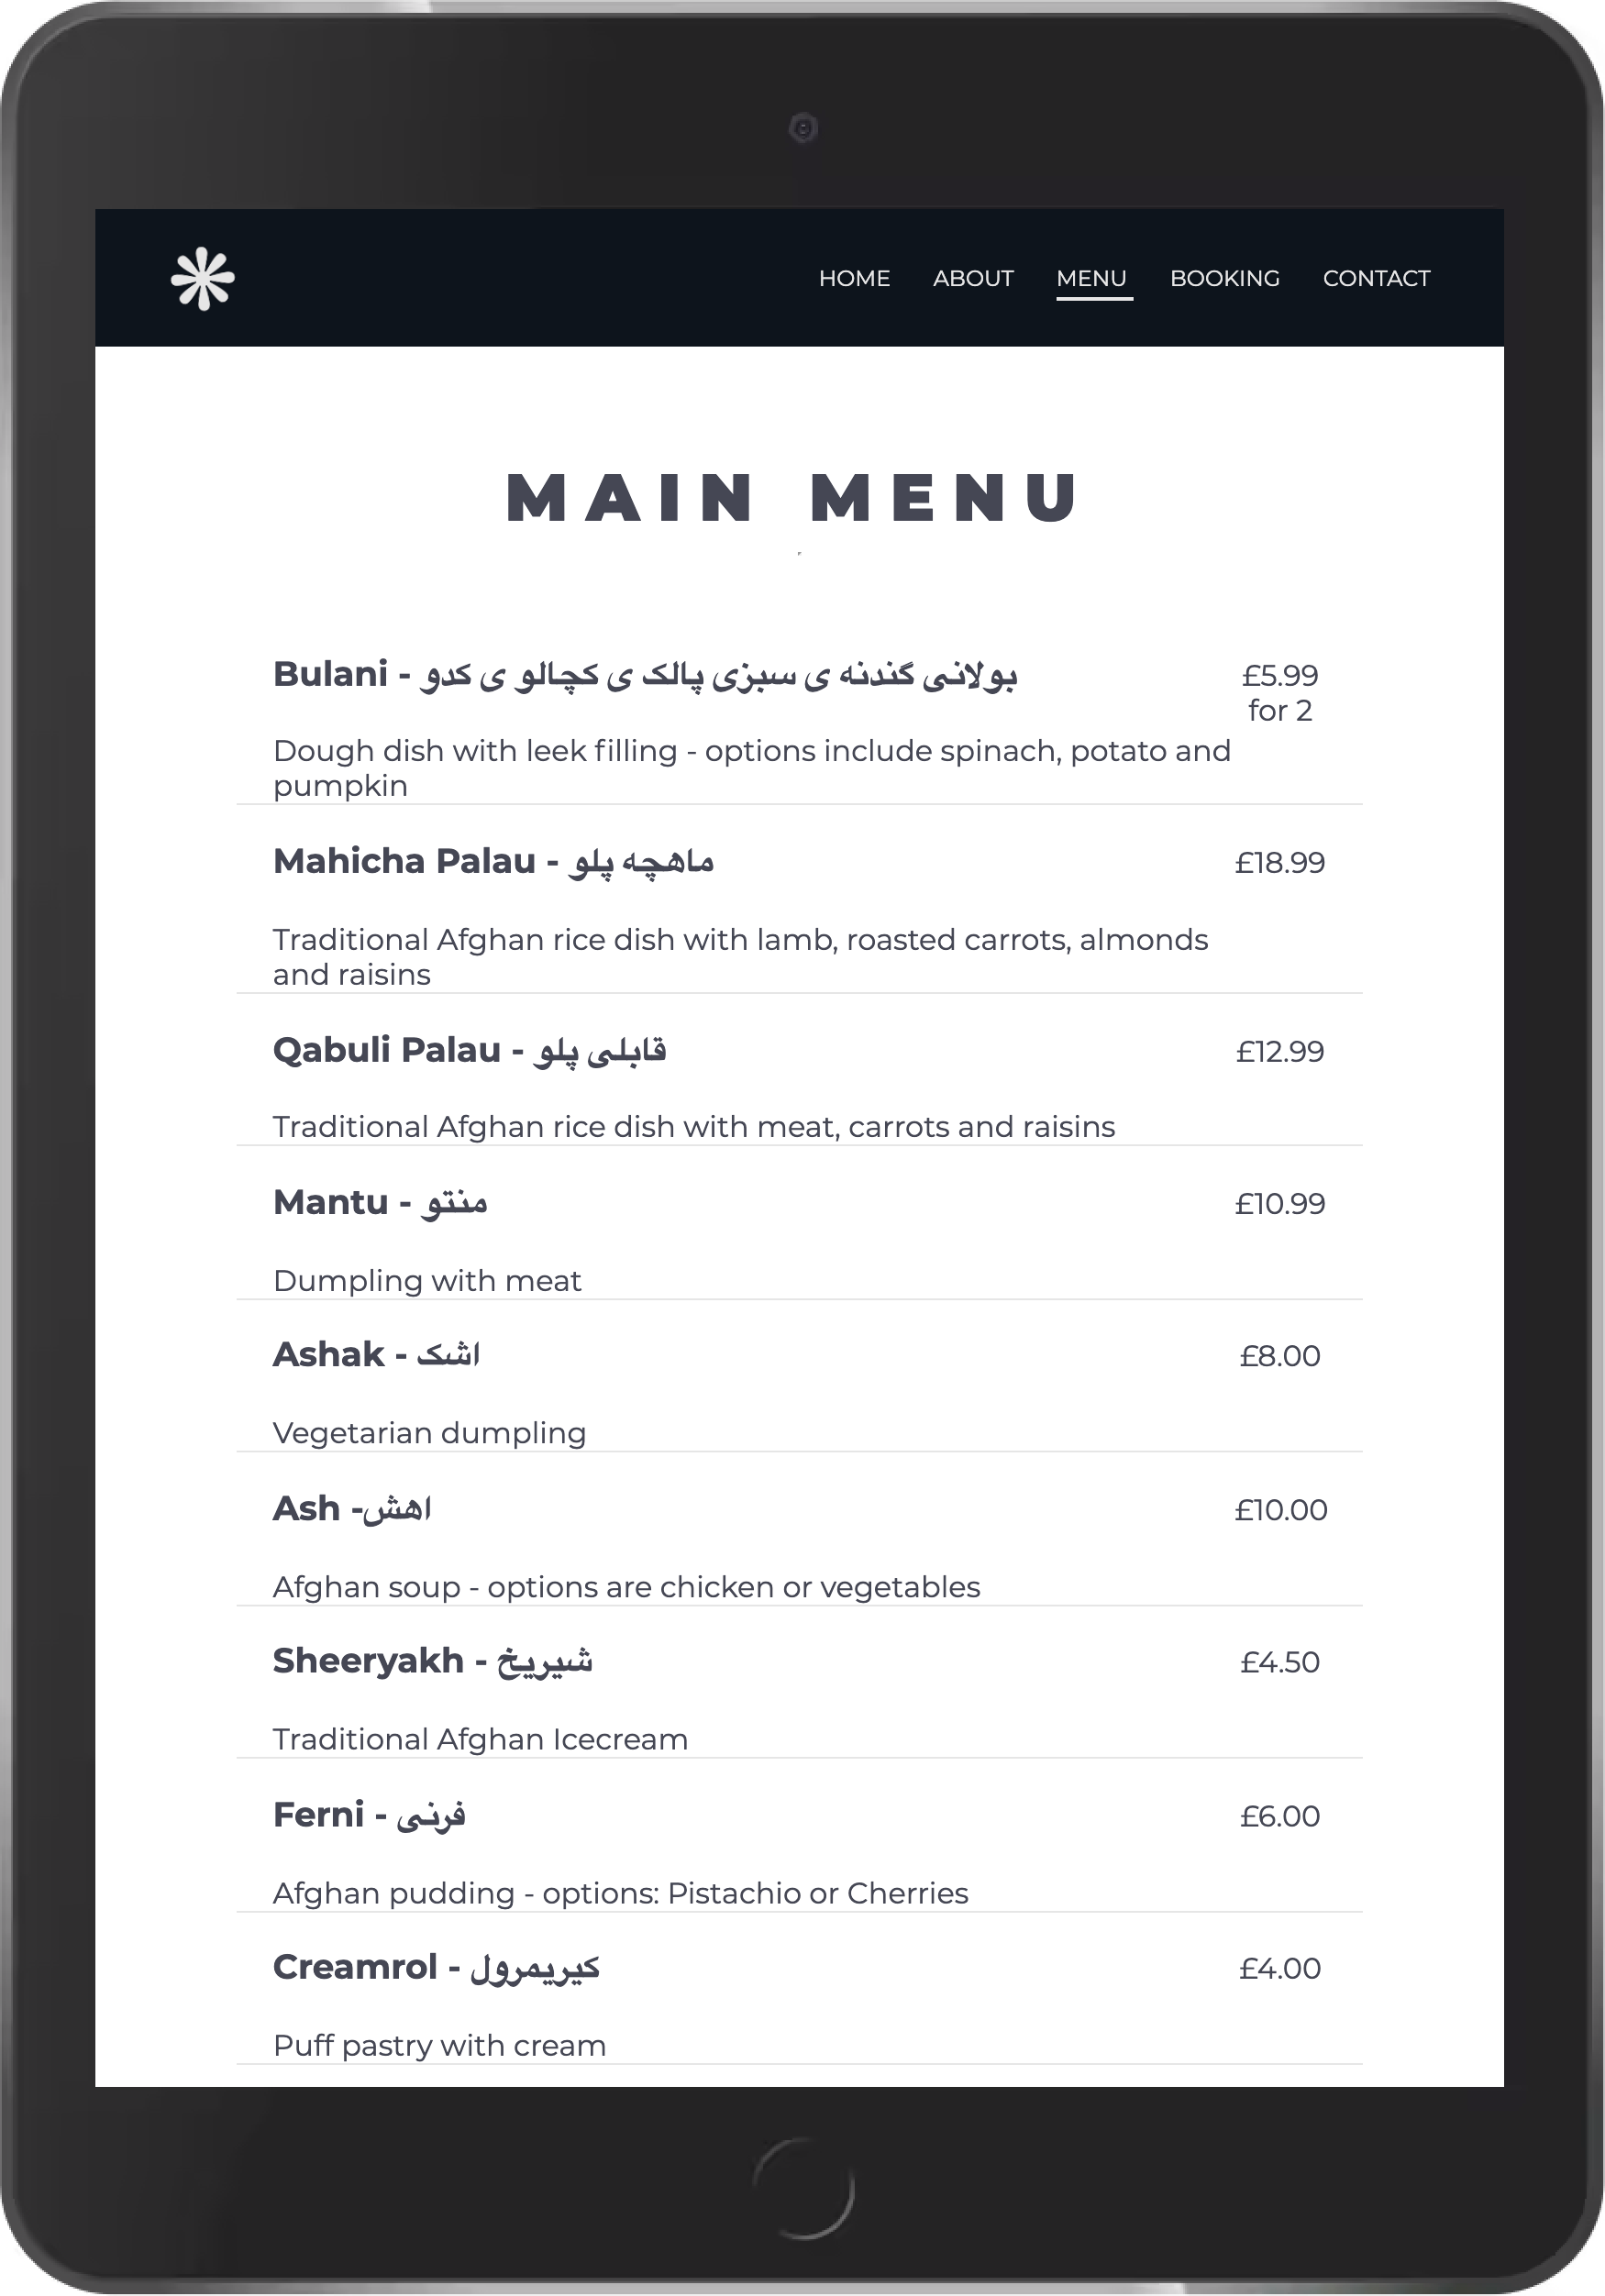 HOME ABOUT MENU BOOKING CONTACT
MAIN MENU
Bulani - بولانی گندنه ی سبزی پالک ی کچالو ی کدو £5.99
for 2
Dough dish with leek filling - options include spinach, potato and
pumpkin
Mahicha Palau - ماهچه پلو £18.99
Traditional Afghan rice dish with lamb, roasted carrots, almonds
and raisins
Qabuli Palau - قابلی پلو £12.99
Traditional Afghan rice dish with meat, carrots and raisins
Mantu - منتو £10.99
Dumpling with meat
Ashak - اشک £8.00
Vegetarian dumpling
Ash -اهش £10.00
Afghan soup - options are chicken or vegetables
Sheeryakh - شیریخ £4.50
Traditional Afghan Icecream
Ferni - فرنی £6.00
Afghan pudding - options: Pistachio or Cherries
Creamrol - کیریمرول £4.00
Puff pastry with cream